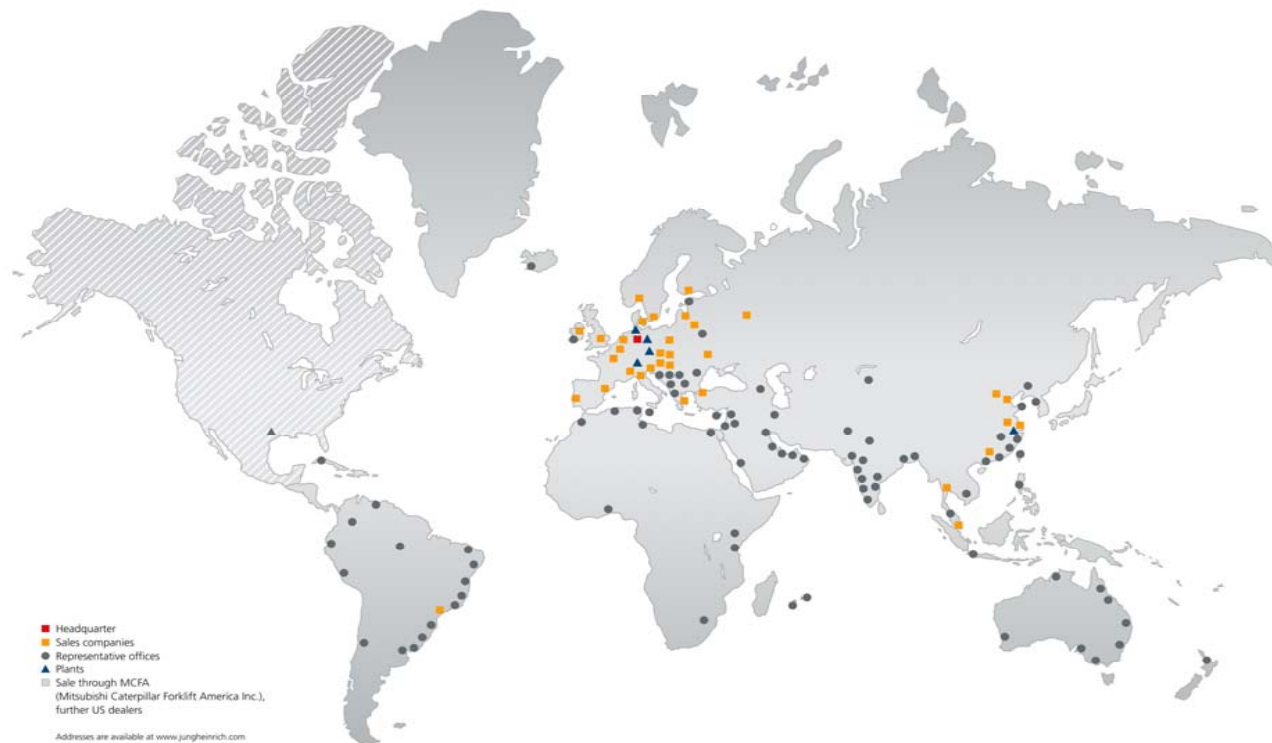 Headquarter
Sales companies
Representative offices
Plants
Sale through MCFA
(Mitsubishi Caterpillar Forklift America Inc.),
further US dealers
Addresses are available at www.jungheinrich.com